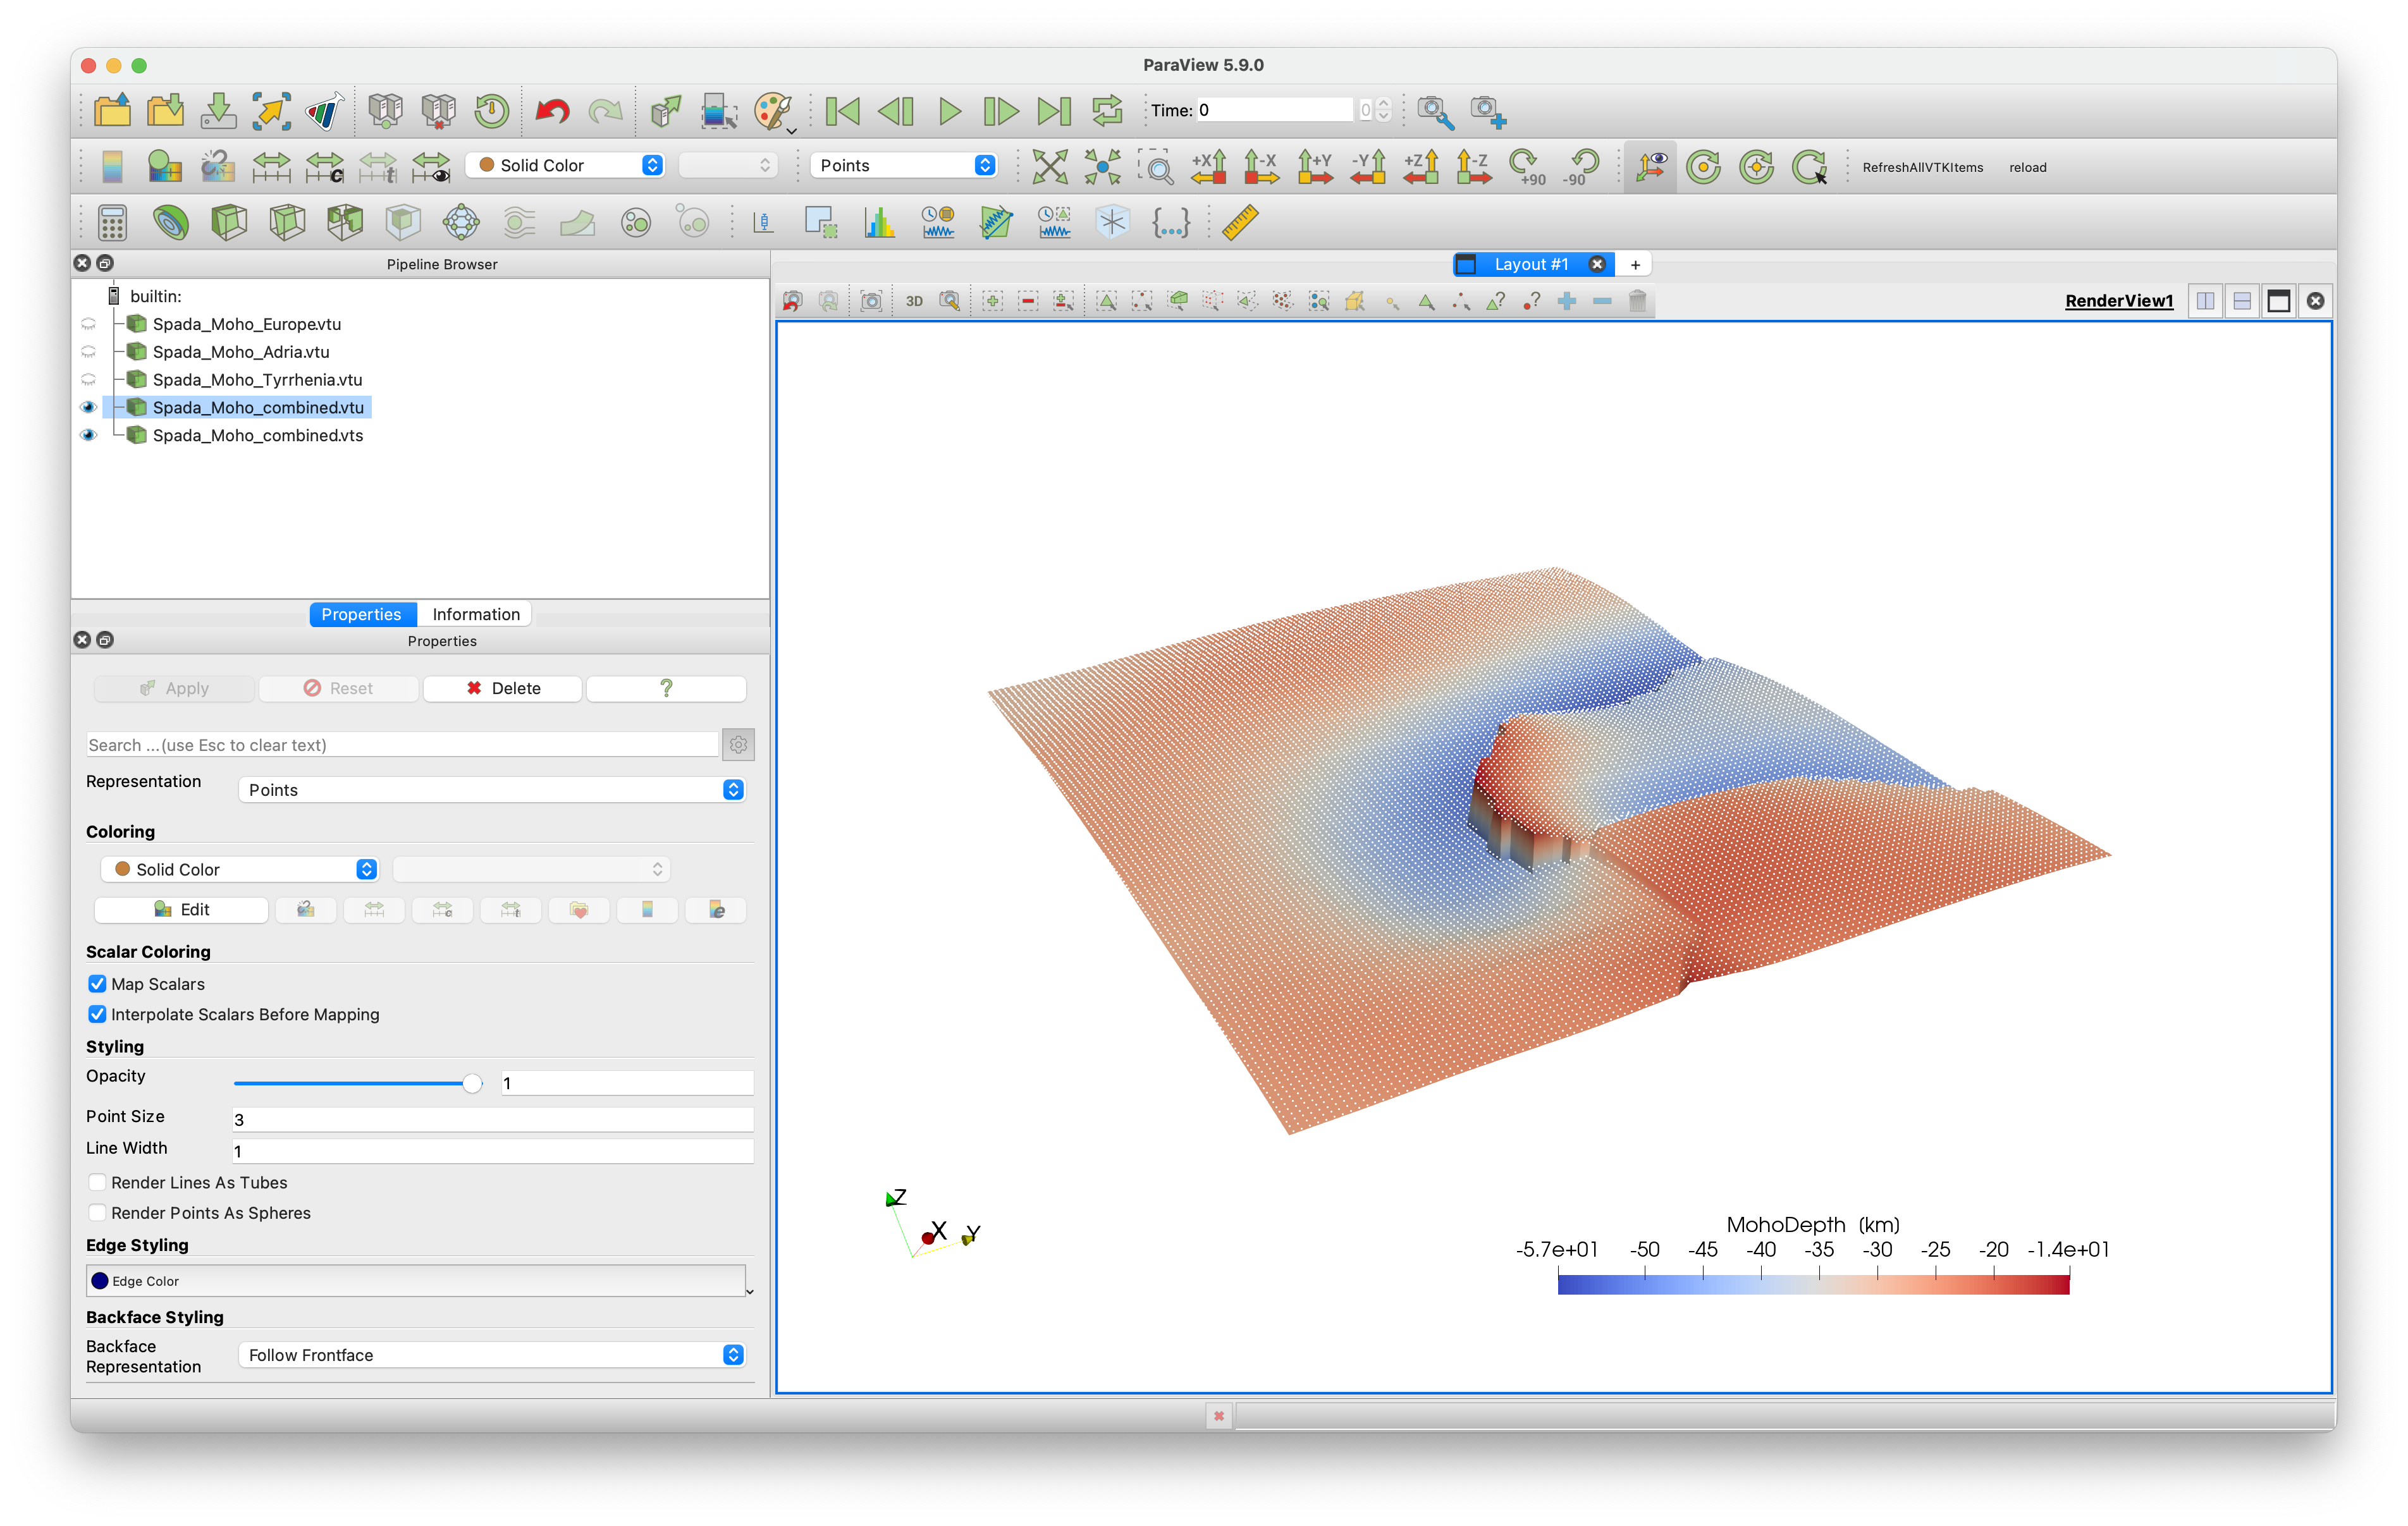 ParaView 5.9.0
Time: 0
0
c
t
Solid Color
Points
+X
-X
+Y
-Y
+Z
-Z
+90
-90
RefreshAllVTKItems
reload
{...}
Pipeline Browser
Layout #1
+
builtin:
3D
?
?
RenderView1
Spada_Moho_Europe.vtu
Spada_Moho_Adria.vtu
Spada_Moho_Tyrrhenia.vtu
Spada_Moho_combined.vtu
Spada_Moho_combined.vts
Properties
Information
Properties
Apply
Reset
Delete
?
Search ...(use Esc to clear text)
Representation
Points
Coloring
Solid Color
Edit
c
t
e
Scalar Coloring
Map Scalars
Interpolate Scalars Before Mapping
Styling
Opacity
1
Point Size
3
Line Width
1
Render Lines As Tubes
Render Points As Spheres
Edge Styling
Edge Color
Backface Styling
Backface
Representation
Follow Frontface
Z
X
Y
MohoDepth (km)
-5.7e+01 -50 -45 -40 -35 -30 -25 -20 -1.4e+01